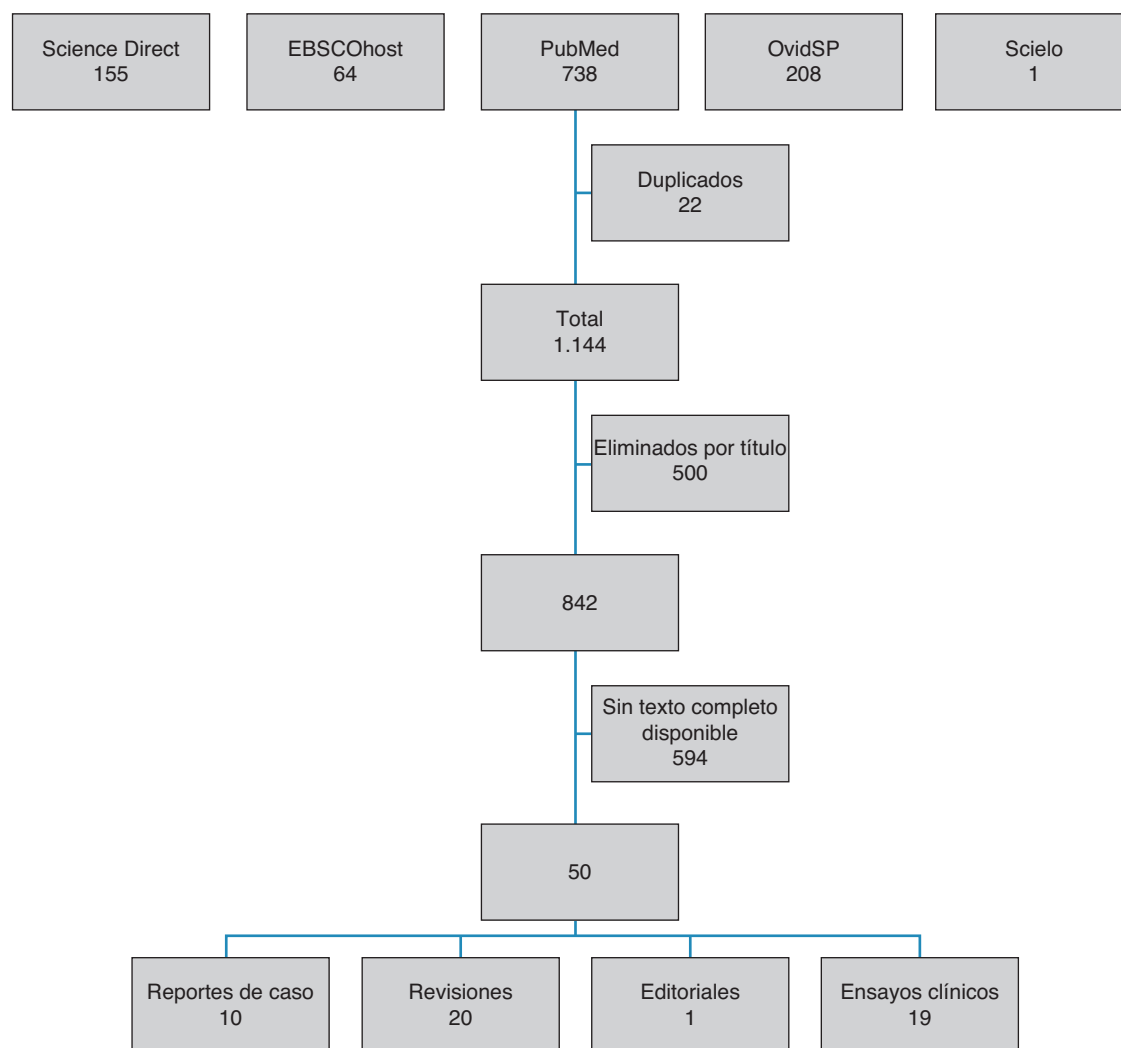 Science Direct
155
EBSCOhost
64
PubMed
738
OvidSP
208
Scielo
1
Duplicados
22
Total
1.144
Eliminados por título
500
842
Sin texto completo
disponible
594
50
Reportes de caso
10
Revisiones
20
Editoriales
1
Ensayos clínicos
19